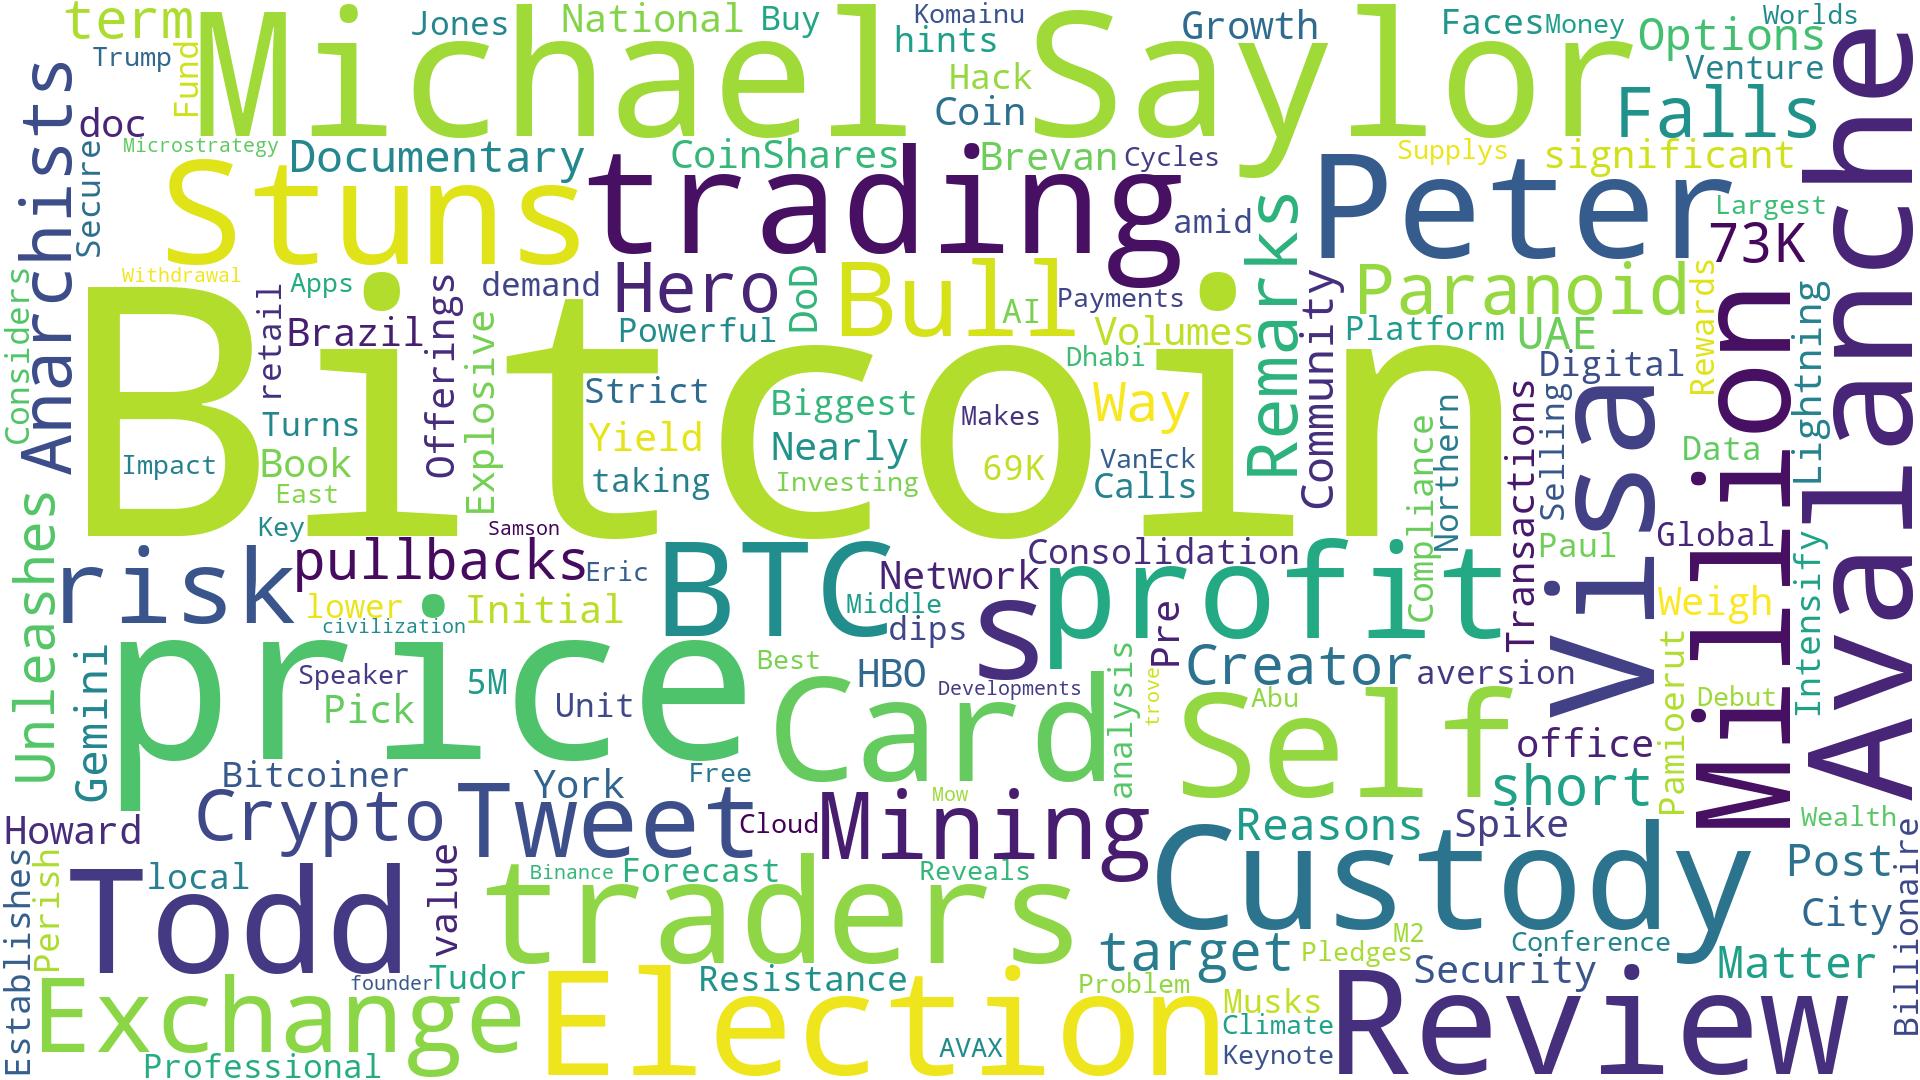 term
Trump
Fund
Michael Saylor
Jones
National
Buy
Komainu
hints
Hack
Coin
Growth
Faces
Money
Worlds
Options
Venture
Falls
Avalanche
Anarchists
doc
Secured
Microstrategy
Documentary
CoinShares
Brevan
Cycles
Supplys
significant
Stuns
trading
amid
Remarks
Peter
Largest
73K
Considers
Withdrawal
Apps
retail
Brazil
Offerings
demand
Explosive
Hero
Powerful
DoD
Bull
AI
Payments
Volumes
Community
Paranoid
Platform
UAE
Rewards
Million
Lightning
Bitcoin
Dhabi
Digital
Visa
Selling
Strict
Biggest
Makes
Way
Turns
Yield
Nearly
69K
VanEck
Calls
Compliance
Northern
Transactions
Data
Impact
Book
East
taking
Investing
Key
Samson
Paul
Global
Unleashes
risk
pullbacks
Eric
BTC
Network
Consolidation
profit
Intensify
lower
Initial
civilization
Middle
dips
s
Pre
Weigh
price
Gemini
Speaker
Pick
5M
Unit
Best
HBO
Developments
Card
analysis
trove
Creator
aversion
Abu
Self
Pamioerut
Debut
office
short
Bitcoiner
York
Free
Howard
Crypto
Tweet
Cloud
Mow
Mining
Reasons
Spike
Wealth
Billionaire
Establishes
Perish
local
value
Binance
Forecast
Reveals
Custody
Post
Todd
traders
City
founder
Tudor
Resistance
target
Problem
Pledges
M2
Conference
Security
Matter
Exchange
Election
AVAX
Musks
Climate
Keynote
Review
Professional